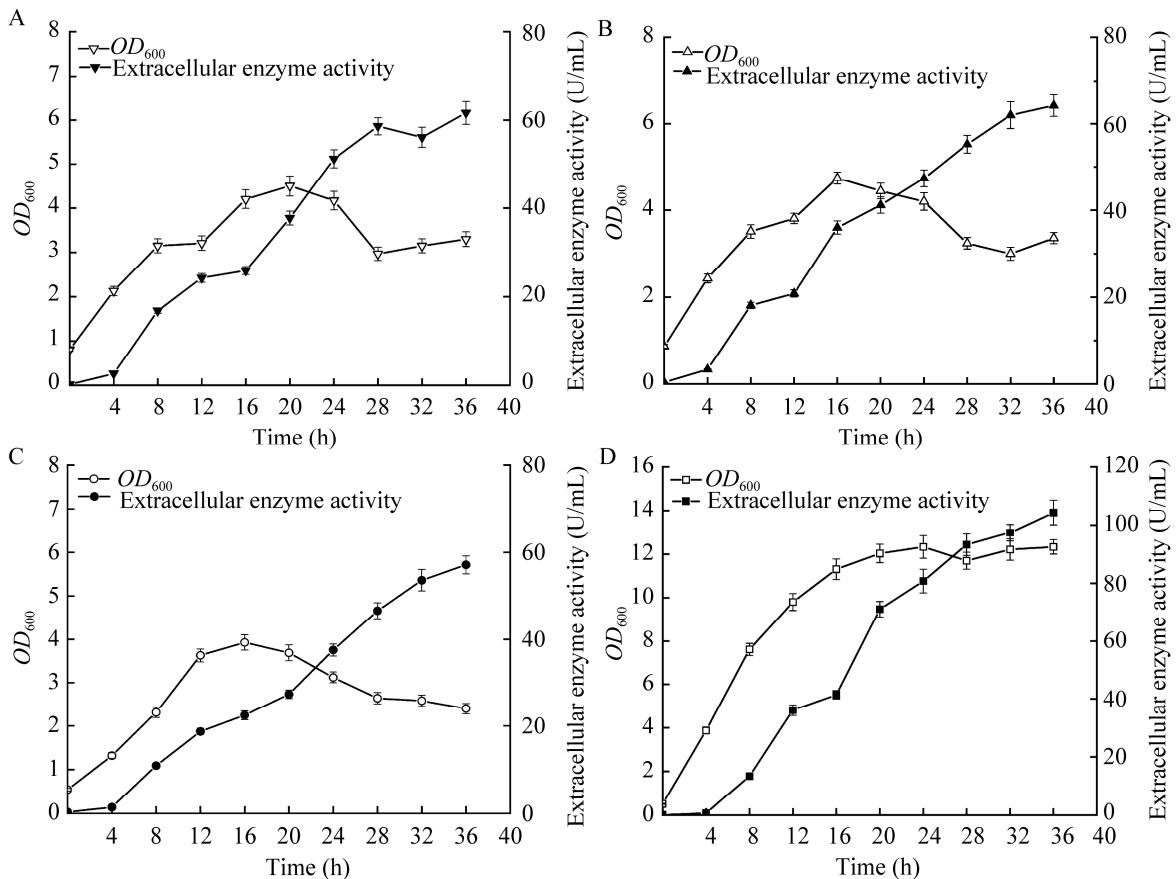 A
OD600
Extracellular enzyme activity
8
7
6
5
4
3
2
1
0
OD600
80
60
40
20
0
Extracellular enzyme activity (U/mL)
4 8 12 16 20 24 28 32 36 40
Time (h)
B
OD600
Extracellular enzyme activity
8
6
4
2
0
OD600
80
60
40
20
0
Extracellular enzyme activity (U/mL)
4 8 12 16 20 24 28 32 36 40
Time (h)
C
OD600
Extracellular enzyme activity
8
7
6
5
4
3
2
1
0
OD600
80
60
40
20
0
Extracellular enzyme activity (U/mL)
4 8 12 16 20 24 28 32 36 40
Time (h)
D
OD600
Extracellular enzyme activity
16
14
12
10
8
6
4
2
0
OD600
120
100
80
60
40
20
0
Extracellular enzyme activity (U/mL)
4 8 12 16 20 24 28 32 36 40
Time (h)